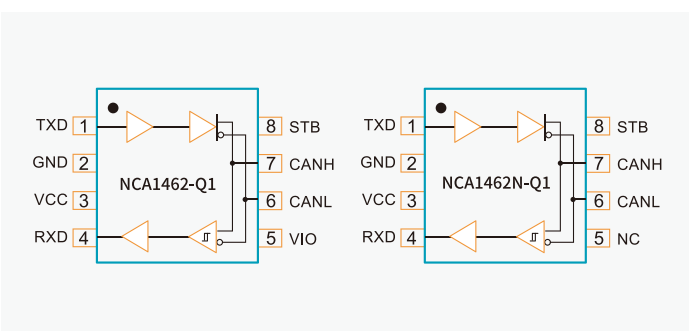 TXD 1 8 STB
GND 2 7 CANH
NCA1462-Q1
VCC 3 6 CANL
RXD 4 5 VIO
TXD 1 8 STB
GND 2 7 CANH
NCA1462N-Q1
VCC 3 6 CANL
RXD 4 5 NC